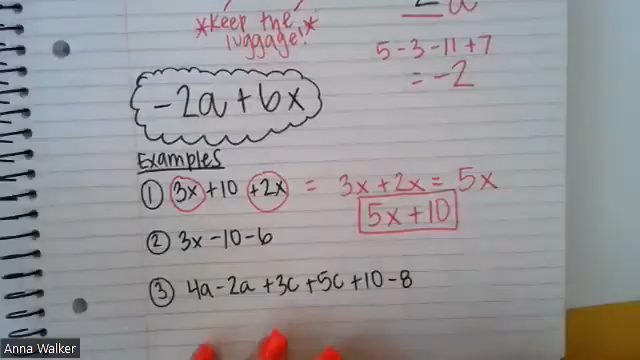 *Keep the
luggage!*
2a
5-3-11+7
= -2
-2a+6x
Examples
① 3x+10+2x = 3x+2x = 5x
5x+10
② 3x-10-6
③ 4a-2a+3c+5c+10-8
Anna Walker